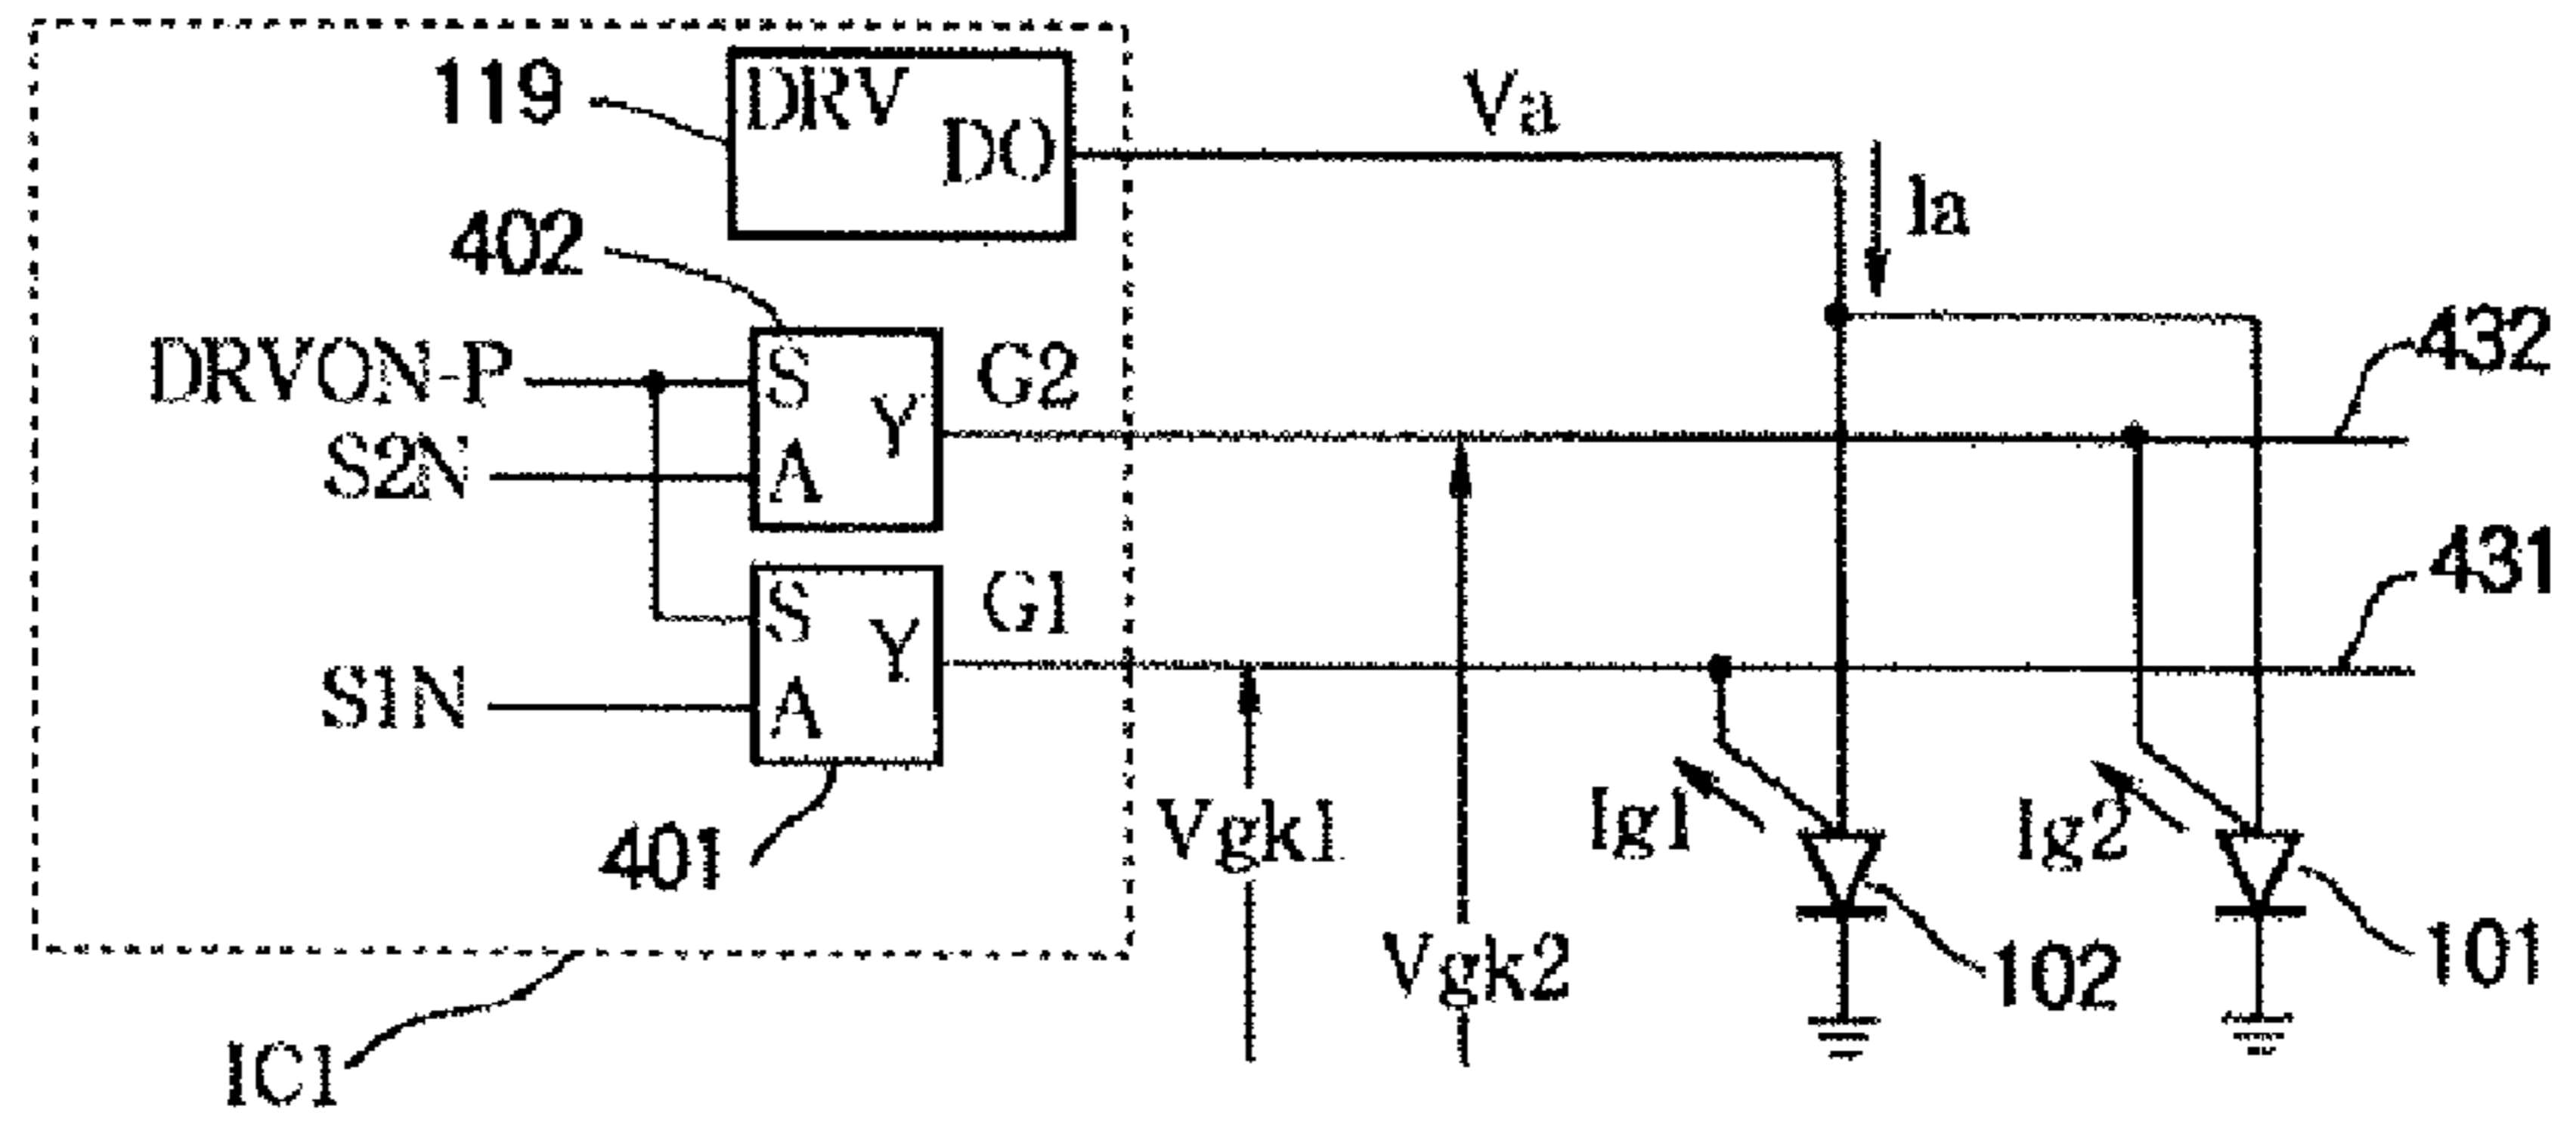 119
DRV
DO
Va
Ia
402
DRVON-P
S
A
Y
G2
432
S2N
S
A
Y
G1
431
S1N
401
Vgk1
Ig1
Ig2
Vgk2
102
101
IC1